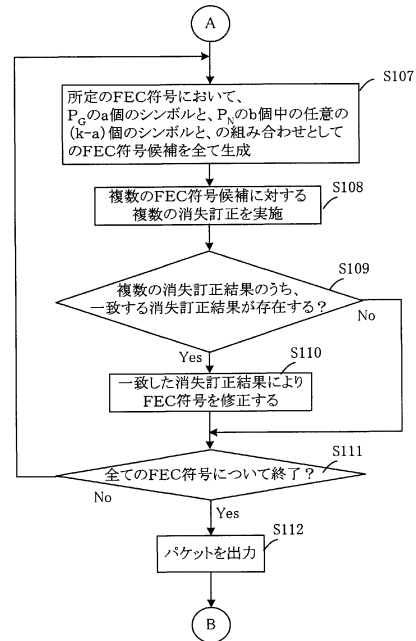 A
S107
所定のFEC符号において、
PGのa個のシンボルと、PNのb個中の任意の
(k-a)個のシンボルと、の組み合わせとして
のFEC符号候補を全て生成
S108
複数のFEC符号候補に対する
複数の消失訂正を実施
S109
複数の消失訂正結果のうち、
一致する消失訂正結果が存在する？
No
Yes
S110
一致した消失訂正結果により
FEC符号を修正する
S111
全てのFEC符号について終了？
No
Yes
S112
パケットを出力
B